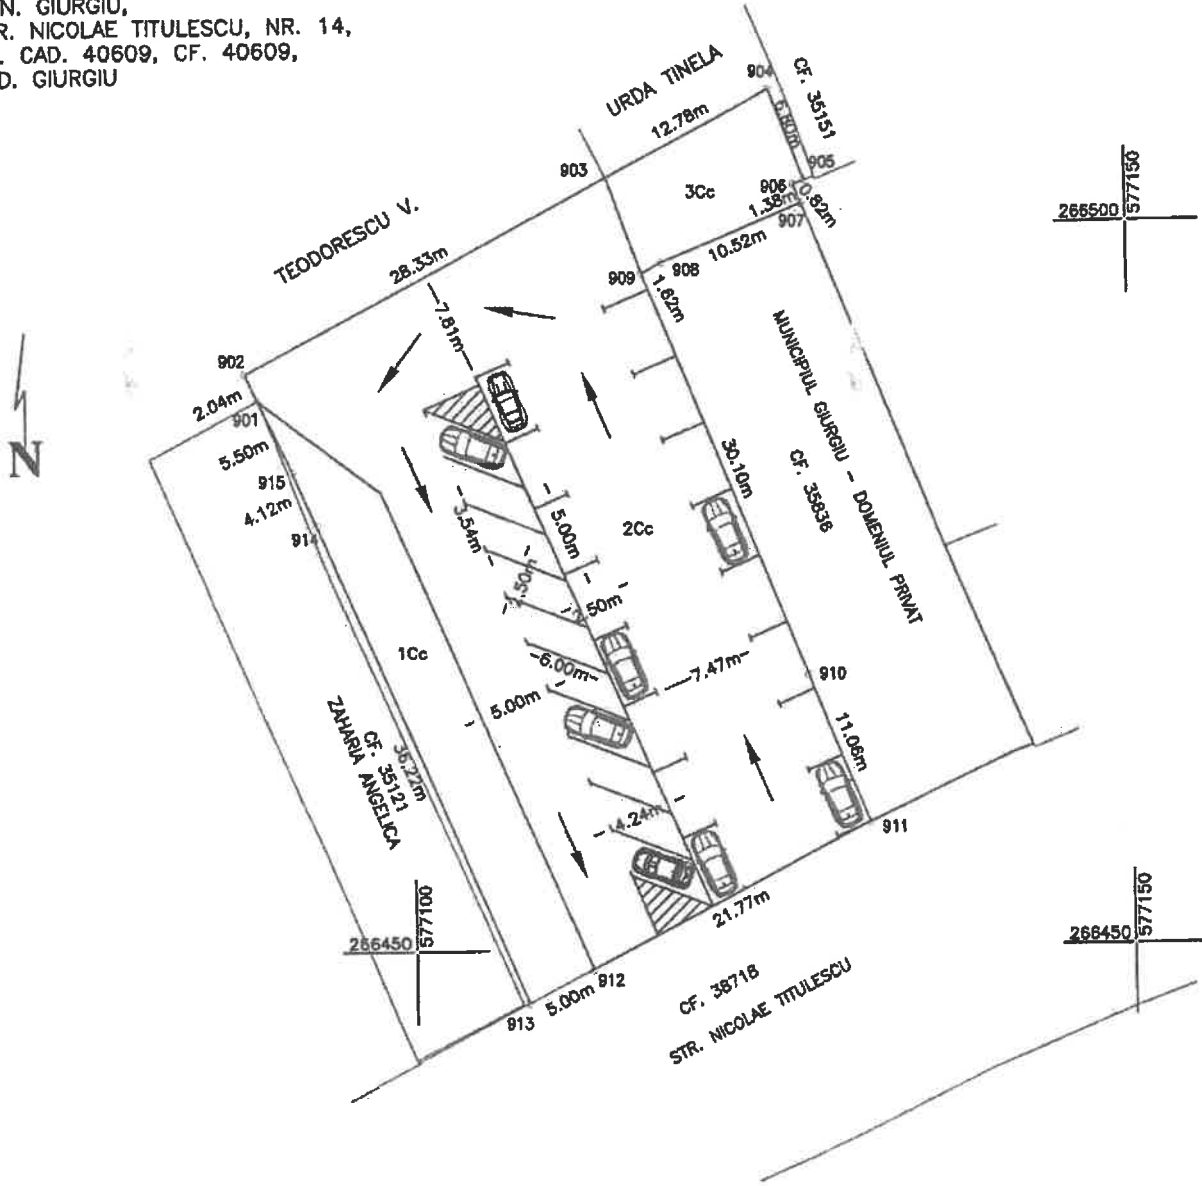 N. GIURGIU,
R. NICOLAE TITULESCU, NR. 14,
. CAD. 40609, CF. 40609,
D. GIURGIU
URDA TINELA
904
CF. 35151
12.78m
6.80m
905
903
906
3Cc
1.38m
0.62m
907
266500
577150
TEODORESCU V.
28.33m
10.52m
908
909
1.62m
7.81m
MUNICIPIUL GIURGIU - DOMENIUL PRIVAT
CF. 35836
902
2.04m
901
N
5.50m
915
4.12m
914
30.10m
3.54m
5.00m
2Cc
2.50m
2.50m
1Cc
6.00m
7.47m
910
5.00m
11.06m
36.22m
CF. 35121
ZAHARIA ANGELICA
4.24m
911
577100
266450
21.77m
577150
266450
912
5.00m
913
CF. 38718
STR. NICOLAE TITULESCU